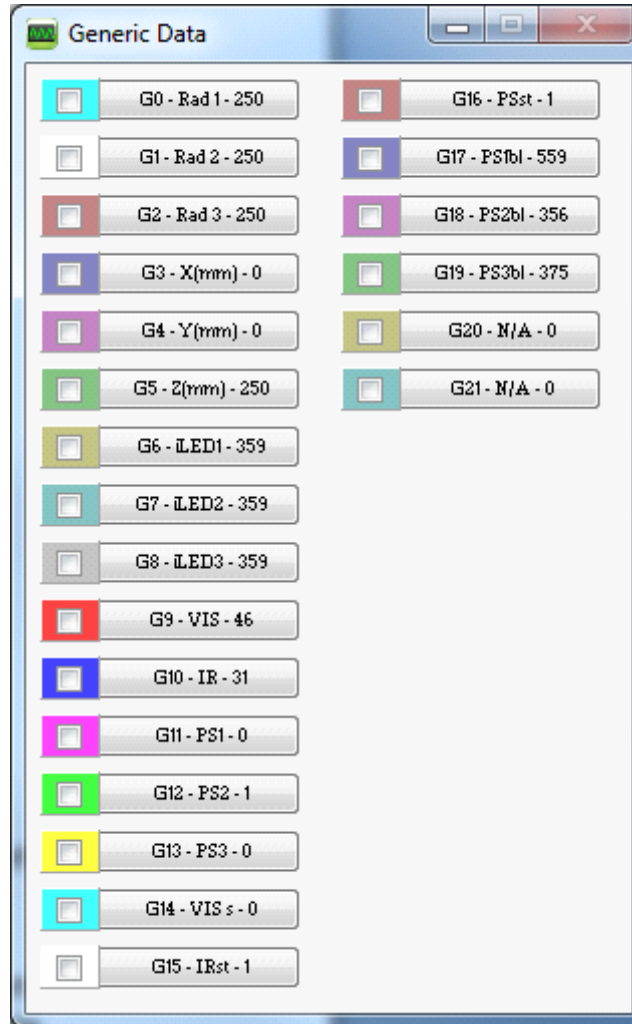 Generic Data
G0 - Rad 1 - 250
G1 - Rad 2 - 250
G2 - Rad 3 - 250
G3 - X(mm) - 0
G4 - Y(mm) - 0
G5 - Z(mm) - 250
G6 - iLED1 - 359
G7 - iLED2 - 359
G8 - iLED3 - 359
G9 - VIS - 46
G10 - IR - 31
G11 - PS1 - 0
G12 - PS2 - 1
G13 - PS3 - 0
G14 - VIS s - 0
G15 - IRst - 1
G16 - PSst - 1
G17 - PS1bl - 559
G18 - PS2bl - 356
G19 - PS3bl - 375
G20 - N/A - 0
G21 - N/A - 0